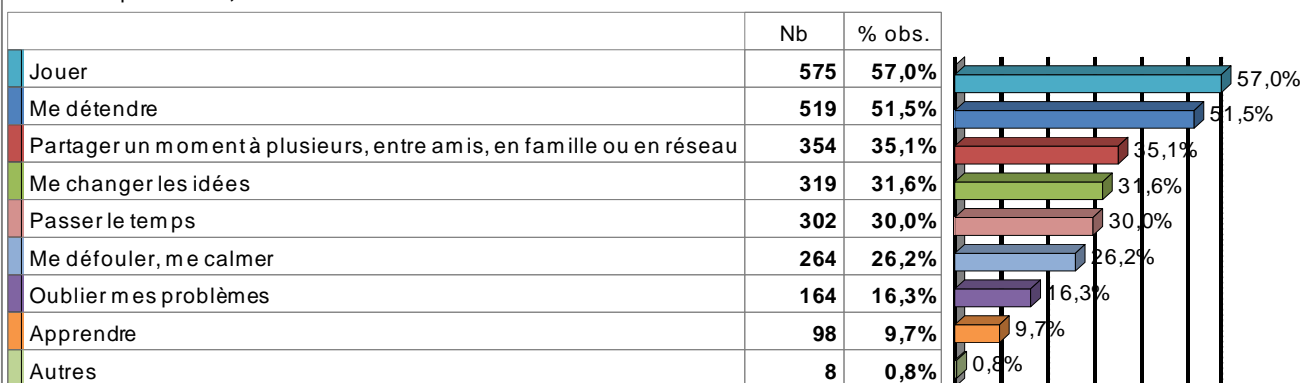 Nb % obs.
Jouer 575 57,0% 57,0%
Me détendre 519 51,5% 51,5%
Partager un moment à plusieurs, entre amis, en famille ou en réseau 354 35,1% 35,1%
Me changer les idées 319 31,6% 31,6%
Passer le temps 302 30,0% 30,0%
Me défouler, me calmer 264 26,2% 26,2%
Oublier mes problèmes 164 16,3% 16,3%
Apprendre 98 9,7% 9,7%
Autres 8 0,8% 0,8%